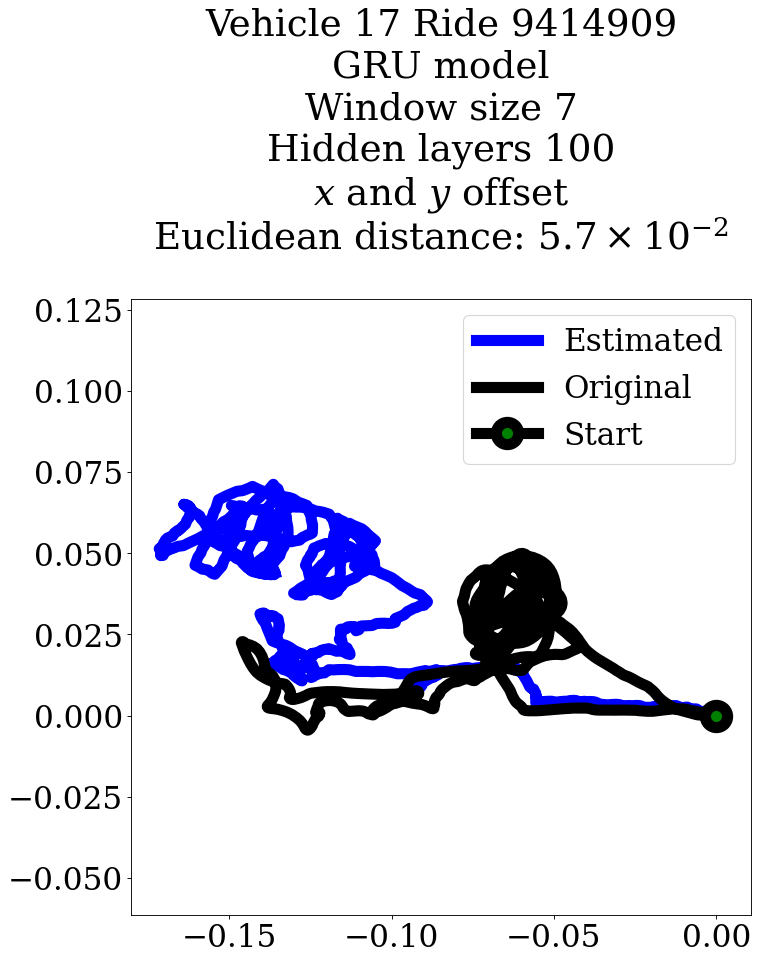 Vehicle 17 Ride 9414909
GRU model
Window size 7
Hidden layers 100
x and y offset
Euclidean distance: 5.7 × 10⁻²
Estimated
Original
Start
0.125
0.100
0.075
0.050
0.025
0.000
−0.025
−0.050
−0.15 −0.10 −0.05 0.00